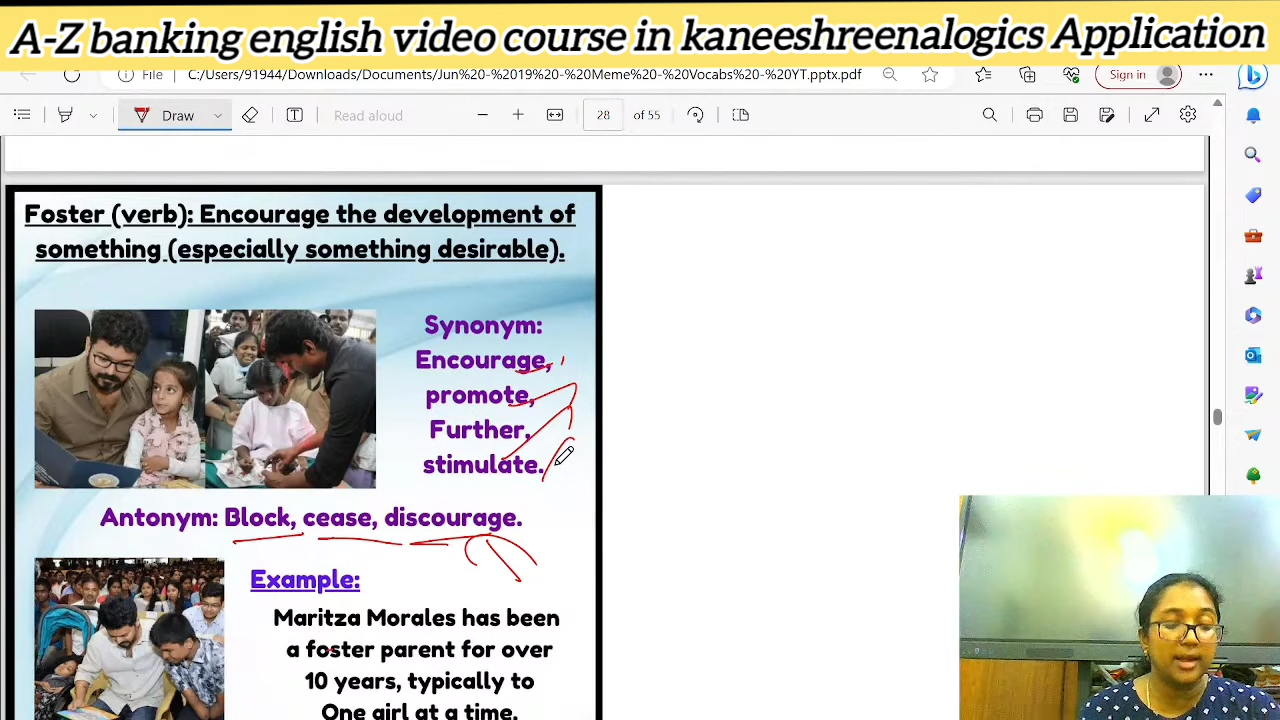 A-Z banking english video course in kaneeshreenalogics Application
File C:/Users/91944/Downloads/Documents/Jun%20-%2019%20-%20Meme%20-%20Vocabs%20-%20YT.pptx.pdf Sign in
Draw Read aloud 28 of 55
Foster (verb): Encourage the development of
something (especially something desirable).
Synonym:
Encourage,
promote,
Further,
stimulate.
Antonym: Block, cease, discourage.
Example:
Maritza Morales has been
a foster parent for over
10 years, typically to
One girl at a time.